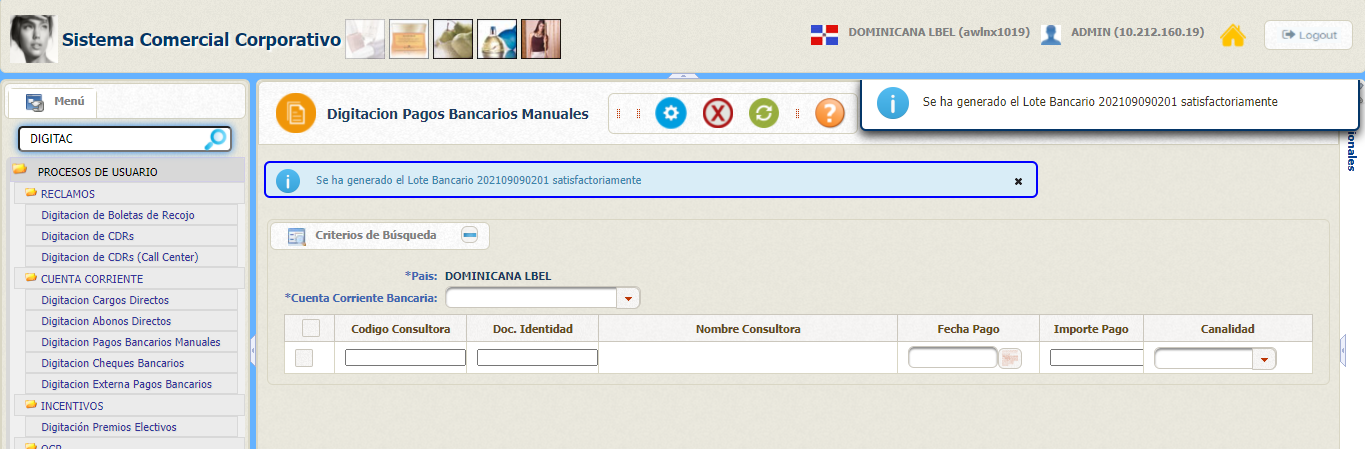 Sistema Comercial Corporativo
DOMINICANA LBEL (awlnx1019)
ADMIN (10.212.160.19)
Logout
Menú
DIGITAC
PROCESOS DE USUARIO
RECLAMOS
Digitacion de Boletas de Recojo
Digitacion de CDRs
Digitacion de CDRs (Call Center)
CUENTA CORRIENTE
Digitacion Cargos Directos
Digitacion Abonos Directos
Digitacion Pagos Bancarios Manuales
Digitacion Cheques Bancarios
Digitacion Externa Pagos Bancarios
INCENTIVOS
Digitación Premios Electivos
OCR
Digitacion Pagos Bancarios Manuales
Se ha generado el Lote Bancario 202109090201 satisfactoriamente
Se ha generado el Lote Bancario 202109090201 satisfactoriamente
Criterios de Búsqueda
*Pais: DOMINICANA LBEL
*Cuenta Corriente Bancaria:
Codigo Consultora Doc. Identidad Nombre Consultora Fecha Pago Importe Pago Canalidad
ionales